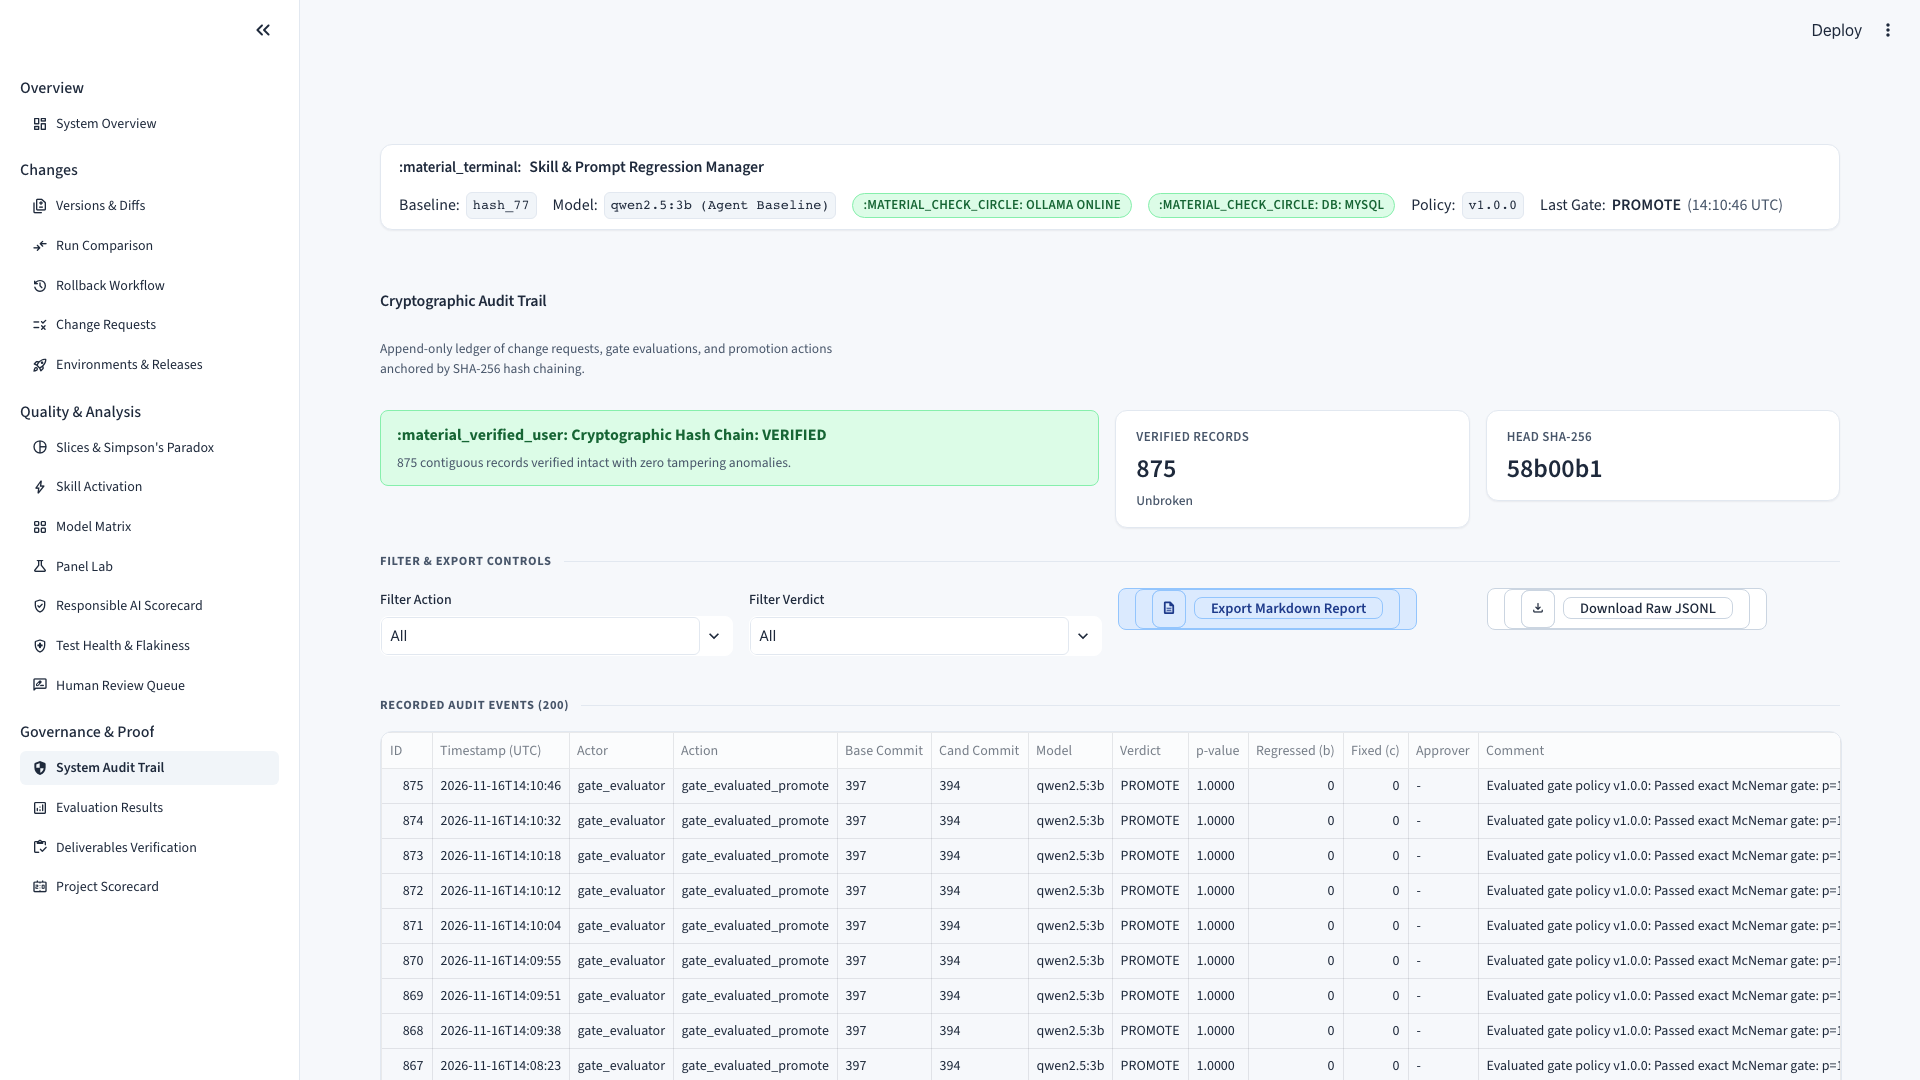 Deploy
Overview
System Overview
Changes
Versions & Diffs
Run Comparison
Rollback Workflow
Change Requests
Environments & Releases
Quality & Analysis
Slices & Simpson's Paradox
Skill Activation
Model Matrix
Panel Lab
Responsible AI Scorecard
Test Health & Flakiness
Human Review Queue
Governance & Proof
System Audit Trail
Evaluation Results
Deliverables Verification
Project Scorecard
:material_terminal: Skill & Prompt Regression Manager
Baseline: hash_77 Model: qwen2.5:3b (Agent Baseline) :MATERIAL_CHECK_CIRCLE: OLLAMA ONLINE :MATERIAL_CHECK_CIRCLE: DB: MYSQL Policy: v1.0.0 Last Gate: PROMOTE (14:10:46 UTC)
Cryptographic Audit Trail
Append-only ledger of change requests, gate evaluations, and promotion actions
anchored by SHA-256 hash chaining.
:material_verified_user: Cryptographic Hash Chain: VERIFIED
875 contiguous records verified intact with zero tampering anomalies.
VERIFIED RECORDS
875
Unbroken
HEAD SHA-256
58b00b1
FILTER & EXPORT CONTROLS
Filter Action
All
Filter Verdict
All
Export Markdown Report
Download Raw JSONL
RECORDED AUDIT EVENTS (200)
ID Timestamp (UTC) Actor Action Base Commit Cand Commit Model Verdict p-value Regressed (b) Fixed (c) Approver Comment
875 2026-11-16T14:10:46 gate_evaluator gate_evaluated_promote 397 394 qwen2.5:3b PROMOTE 1.0000 0 0 - Evaluated gate policy v1.0.0: Passed exact McNemar gate: p=1
874 2026-11-16T14:10:32 gate_evaluator gate_evaluated_promote 397 394 qwen2.5:3b PROMOTE 1.0000 0 0 - Evaluated gate policy v1.0.0: Passed exact McNemar gate: p=1
873 2026-11-16T14:10:18 gate_evaluator gate_evaluated_promote 397 394 qwen2.5:3b PROMOTE 1.0000 0 0 - Evaluated gate policy v1.0.0: Passed exact McNemar gate: p=1
872 2026-11-16T14:10:12 gate_evaluator gate_evaluated_promote 397 394 qwen2.5:3b PROMOTE 1.0000 0 0 - Evaluated gate policy v1.0.0: Passed exact McNemar gate: p=1
871 2026-11-16T14:10:04 gate_evaluator gate_evaluated_promote 397 394 qwen2.5:3b PROMOTE 1.0000 0 0 - Evaluated gate policy v1.0.0: Passed exact McNemar gate: p=1
870 2026-11-16T14:09:55 gate_evaluator gate_evaluated_promote 397 394 qwen2.5:3b PROMOTE 1.0000 0 0 - Evaluated gate policy v1.0.0: Passed exact McNemar gate: p=1
869 2026-11-16T14:09:51 gate_evaluator gate_evaluated_promote 397 394 qwen2.5:3b PROMOTE 1.0000 0 0 - Evaluated gate policy v1.0.0: Passed exact McNemar gate: p=1
868 2026-11-16T14:09:38 gate_evaluator gate_evaluated_promote 397 394 qwen2.5:3b PROMOTE 1.0000 0 0 - Evaluated gate policy v1.0.0: Passed exact McNemar gate: p=1
867 2026-11-16T14:08:23 gate_evaluator gate_evaluated_promote 397 394 qwen2.5:3b PROMOTE 1.0000 0 0 - Evaluated gate policy v1.0.0: Passed exact McNemar gate: p=1